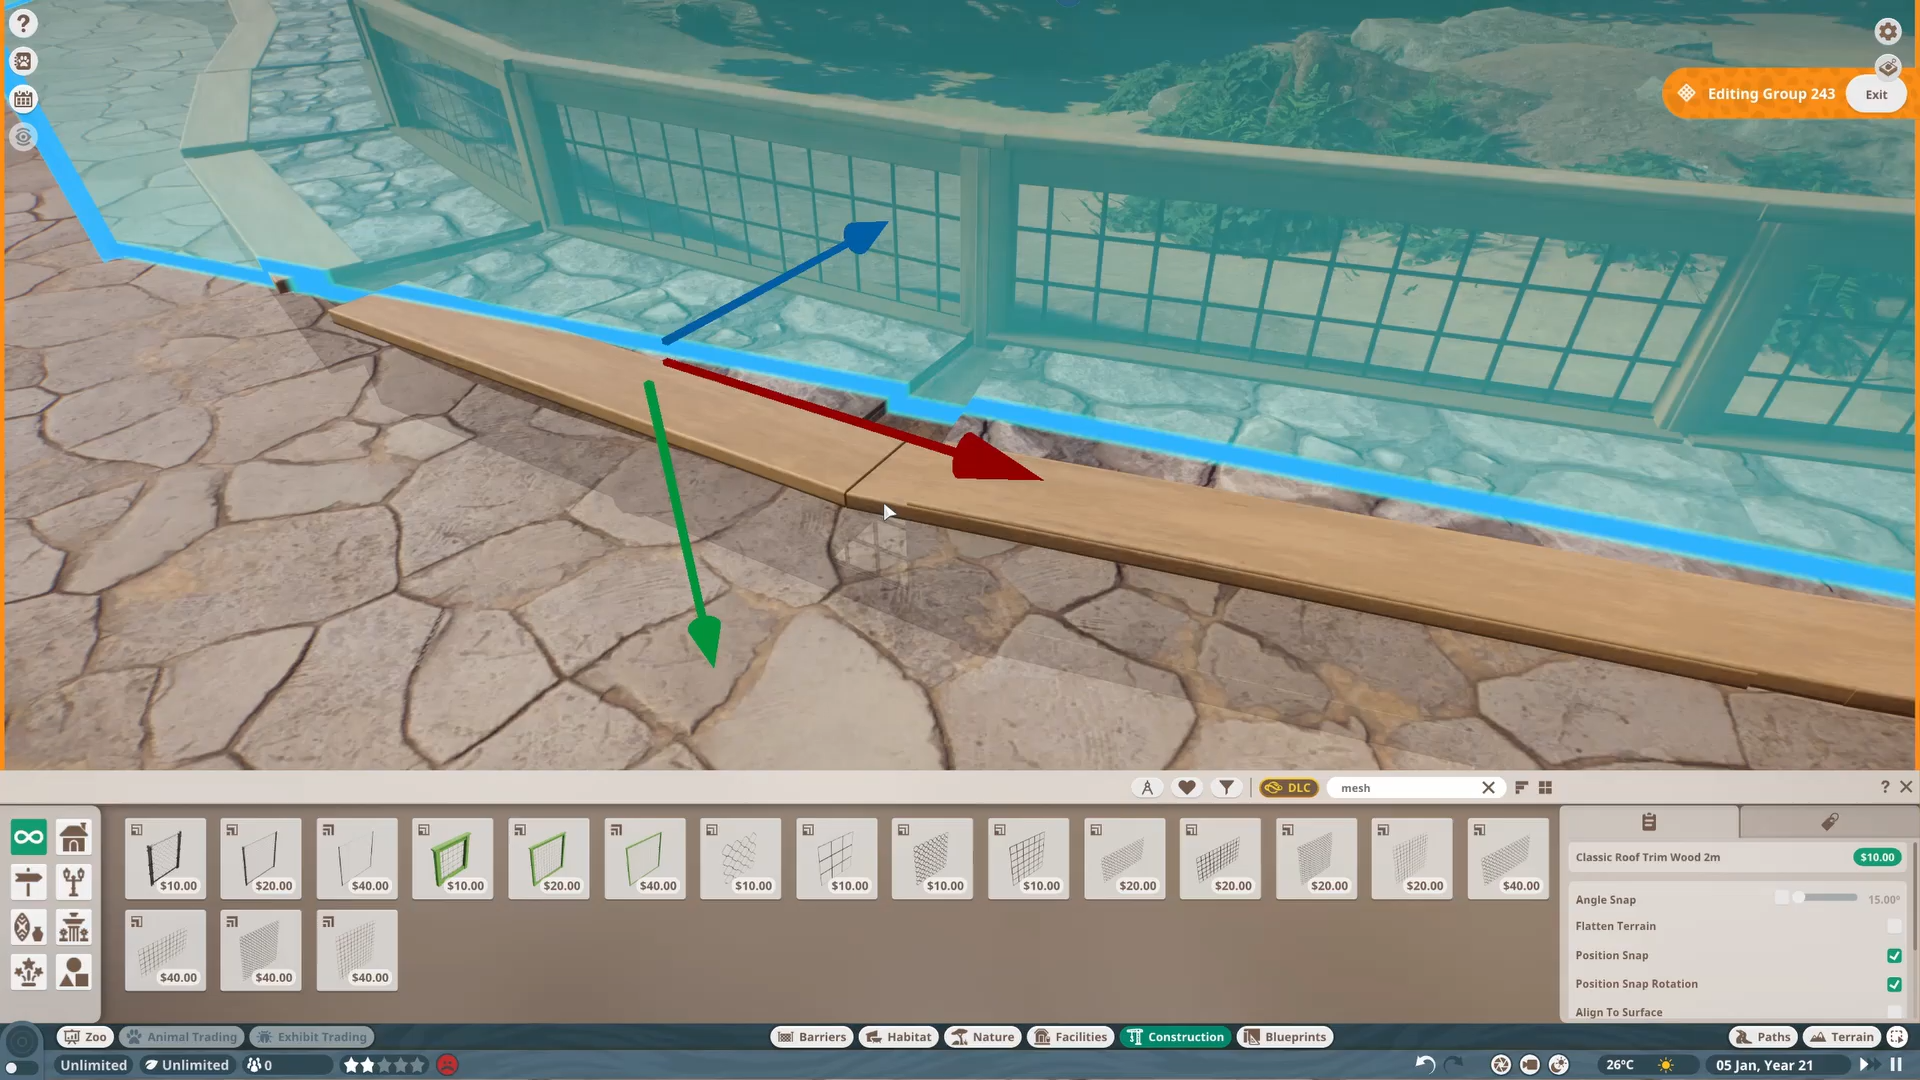 Editing Group 243 Exit
DLC mesh
$10.00 $20.00 $40.00 $10.00 $20.00 $40.00 $10.00 $10.00 $10.00 $10.00 $20.00 $20.00 $20.00 $20.00 $40.00
$40.00 $40.00 $40.00
Classic Roof Trim Wood 2m $10.00
Angle Snap 15.00°
Flatten Terrain
Position Snap
Position Snap Rotation
Align To Surface
Zoo Animal Trading Exhibit Trading Barriers Habitat Nature Facilities Construction Blueprints Paths Terrain
Unlimited Unlimited 0 26°C 05 Jan, Year 21